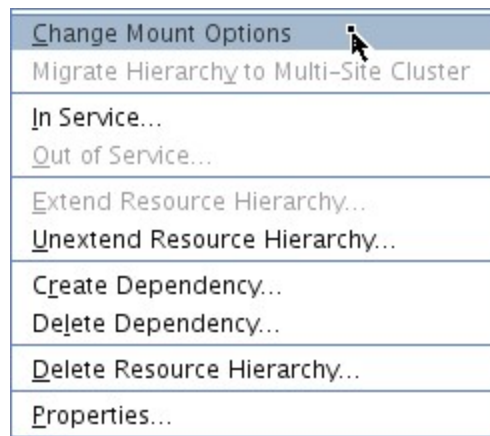 Change Mount Options
Migrate Hierarchy to Multi-Site Cluster
In Service...
Out of Service...
Extend Resource Hierarchy...
Unextend Resource Hierarchy...
Create Dependency...
Delete Dependency...
Delete Resource Hierarchy...
Properties...